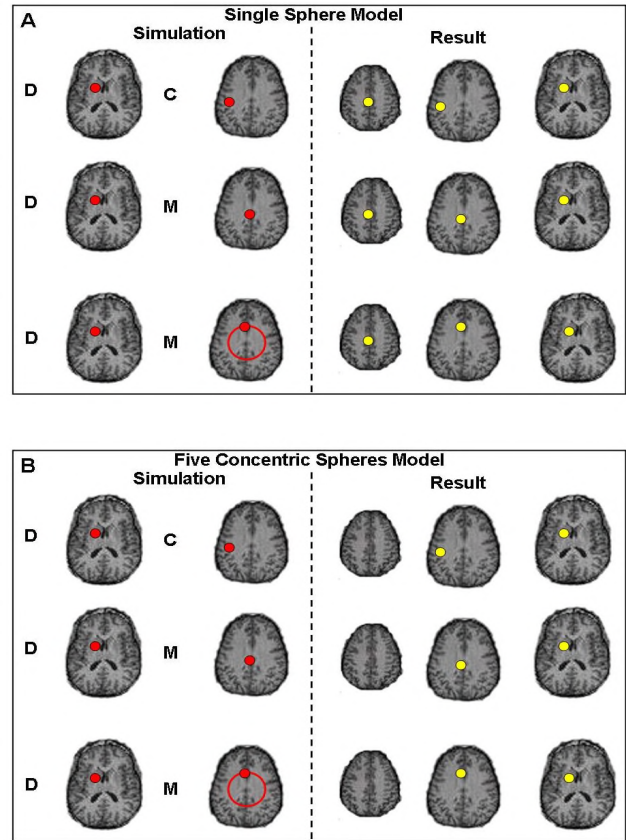 A
Single Sphere Model
Simulation
Result
D
C
D
M
D
M
B
Five Concentric Spheres Model
Simulation
Result
D
C
D
M
D
M